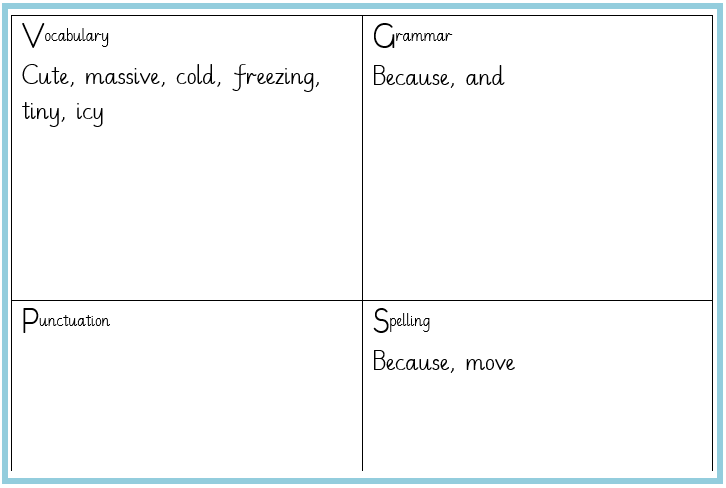 Vocabulary
Cute, massive, cold, freezing,
tiny, icy
Grammar
Because, and
Punctuation
Spelling
Because, move